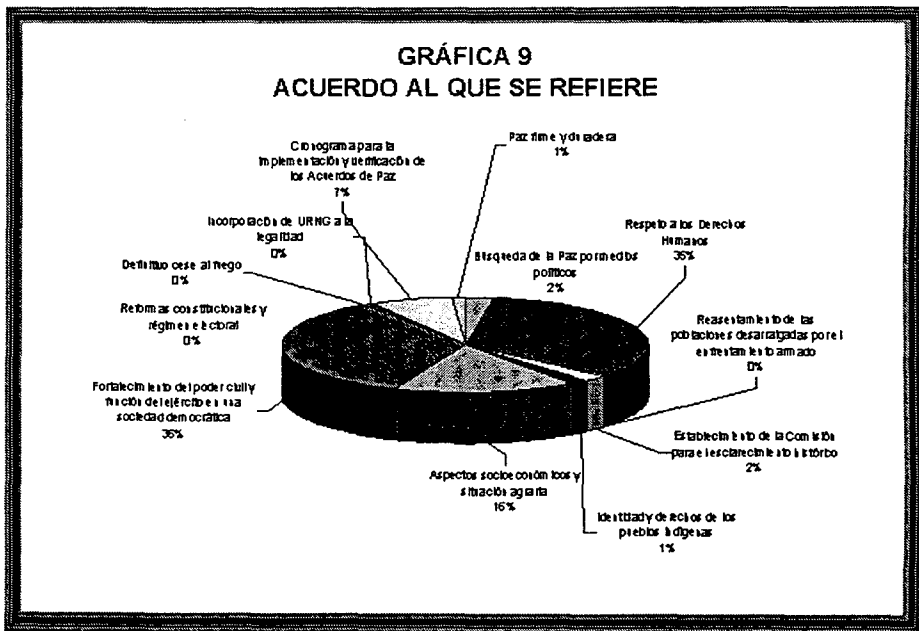 GRÁFICA 9
ACUERDO AL QUE SE REFIERE
Cronograma para la
implementación y verificación de
los Acuerdos de Paz
7%
Paz firme y duradera
1%
Incorporación de URNG a la
legalidad
0%
Búsqueda de la Paz por medios
políticos
2%
Respeto a los Derechos
Humanos
35%
Definitivo cese al fuego
0%
Reformas constitucionales y
régimen electoral
0%
Reasentamiento de las
poblaciones desarraigadas por el
enfrentamiento armado
0%
Fortalecimiento del poder civil y
función del ejército en una
sociedad democrática
36%
Establecimiento de la Comisión
para el esclarecimiento histórico
2%
Aspectos socioeconómicos y
situación agraria
16%
Identidad y derechos de los
pueblos indígenas
1%